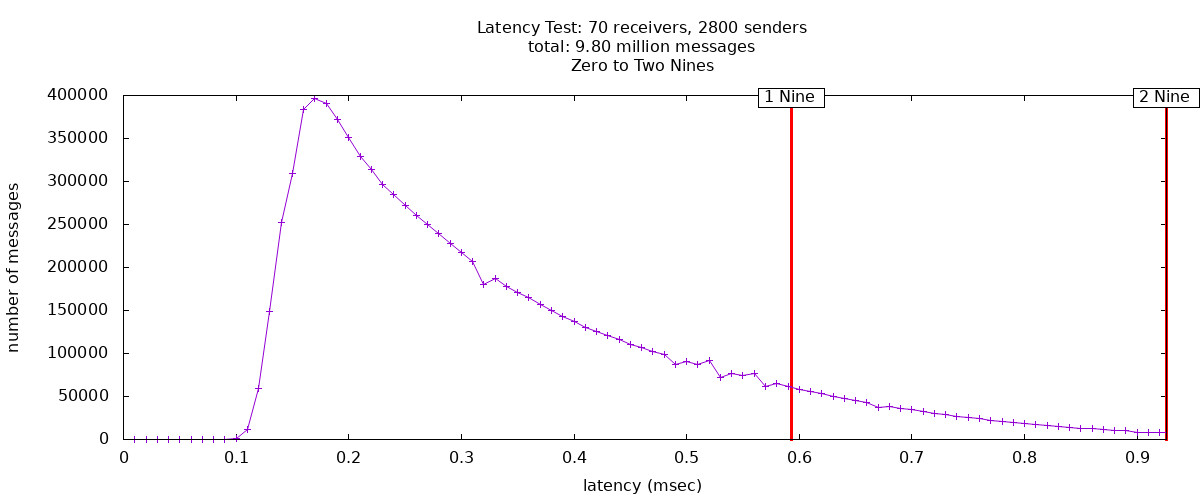 Latency Test: 70 receivers, 2800 senders
total: 9.80 million messages
Zero to Two Nines
1 Nine
2 Nine
400000
350000
300000
250000
200000
150000
100000
50000
0
number of messages
0 0.1 0.2 0.3 0.4 0.5 0.6 0.7 0.8 0.9
latency (msec)